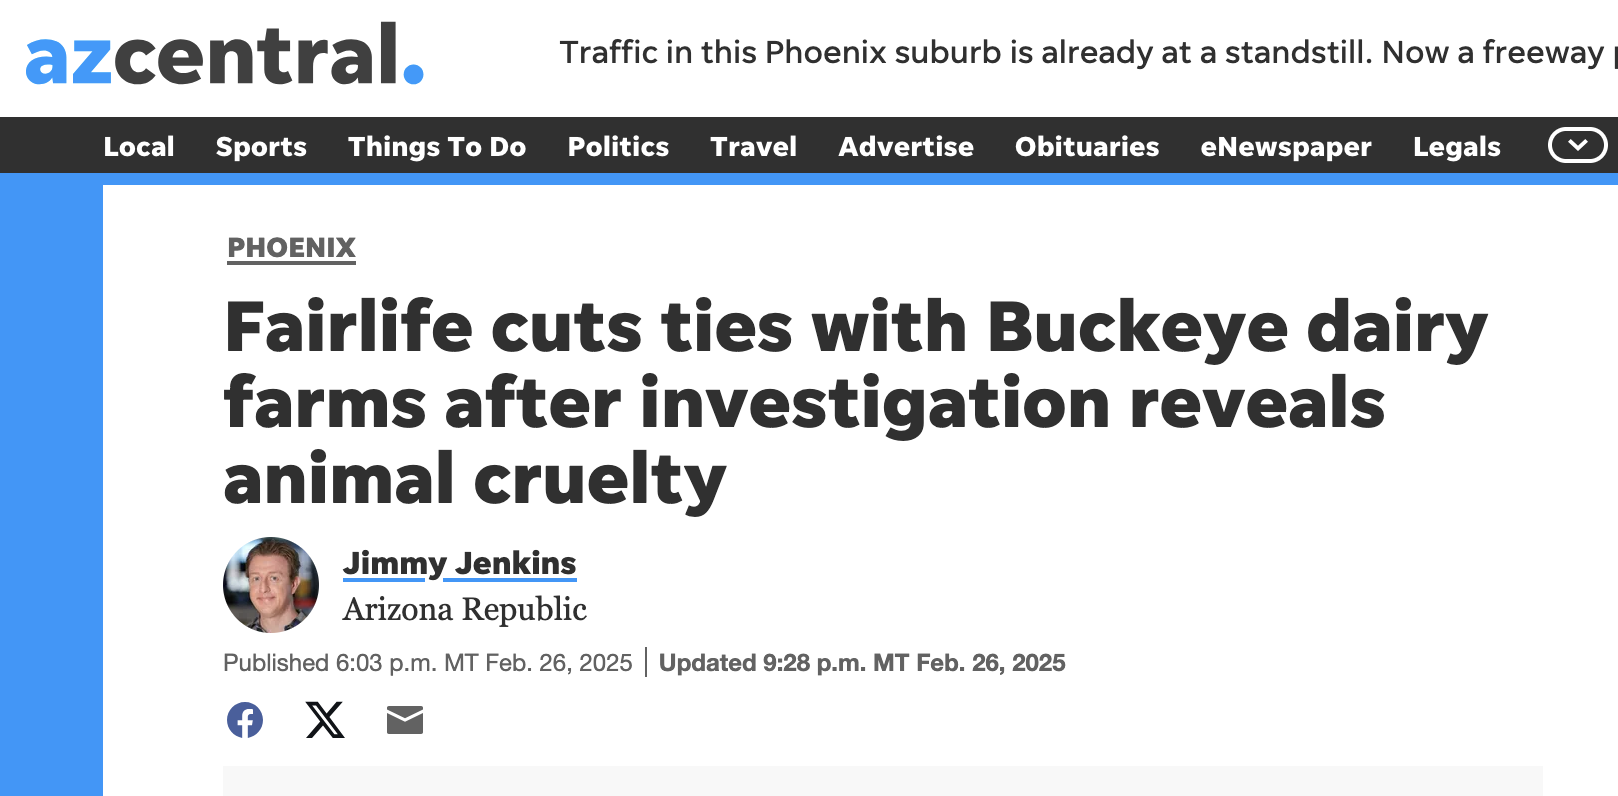 azcentral.
Traffic in this Phoenix suburb is already at a standstill. Now a freeway
Local Sports Things To Do Politics Travel Advertise Obituaries eNewspaper Legals
PHOENIX
Fairlife cuts ties with Buckeye dairy
farms after investigation reveals
animal cruelty
Jimmy Jenkins
Arizona Republic
Published 6:03 p.m. MT Feb. 26, 2025 | Updated 9:28 p.m. MT Feb. 26, 2025